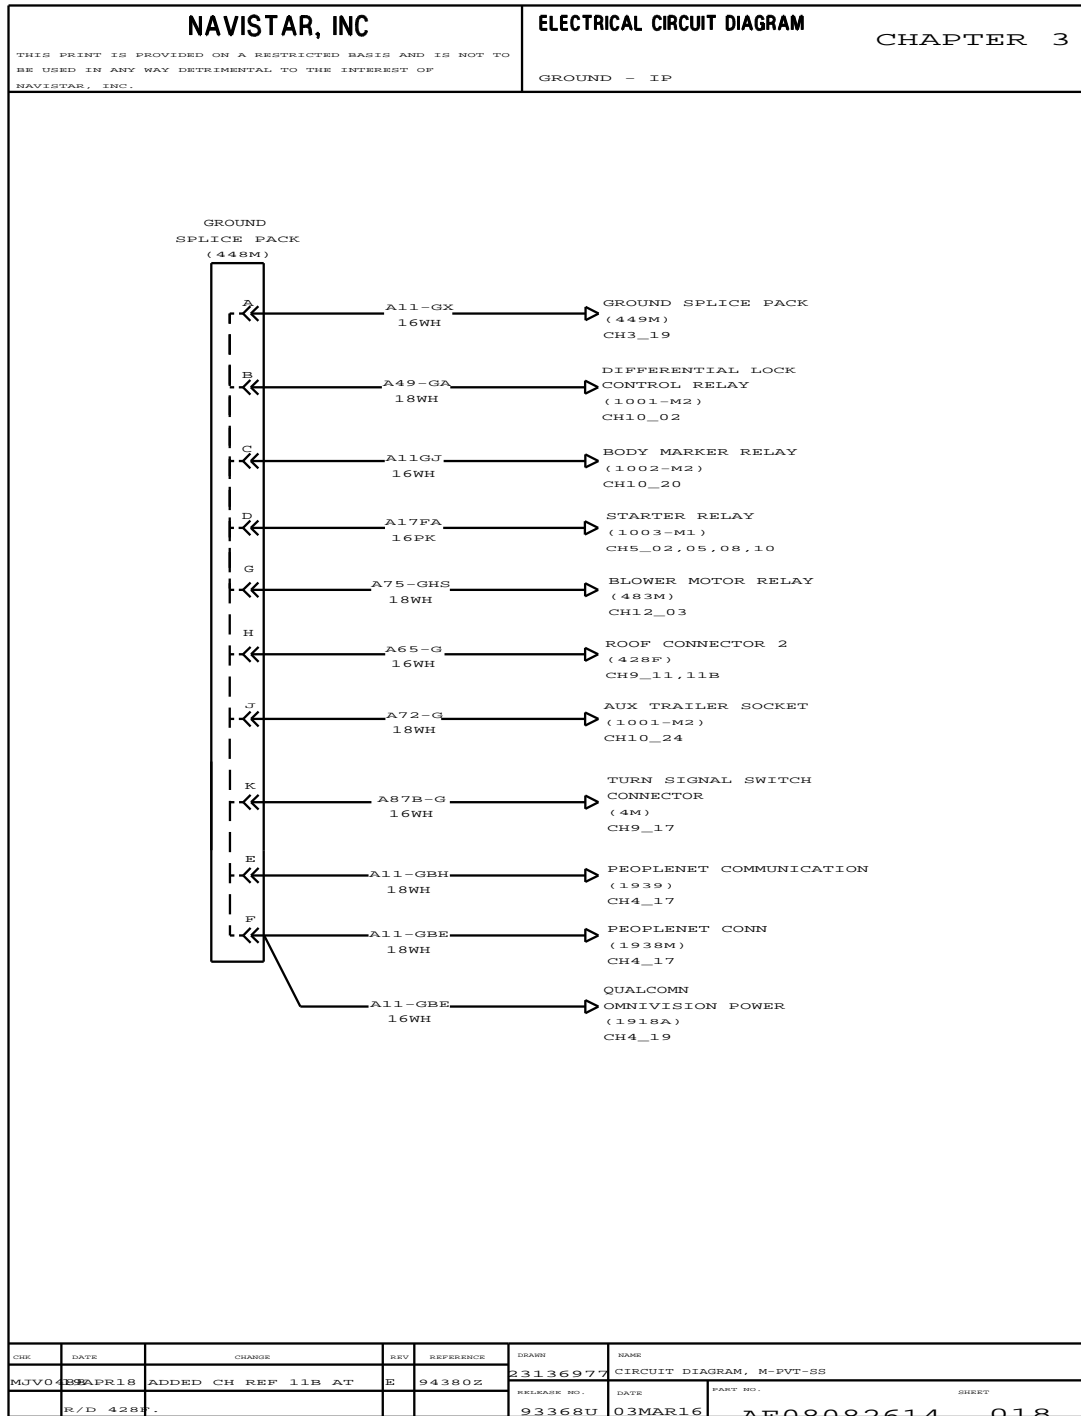 NAVISTAR, INC
THIS PRINT IS PROVIDED ON A RESTRICTED BASIS AND IS NOT TO
BE USED IN ANY WAY DETRIMENTAL TO THE INTEREST OF
NAVISTAR, INC.
ELECTRICAL CIRCUIT DIAGRAM
CHAPTER 3
GROUND - IP
GROUND
SPLICE PACK
(448M)
A
A11-GX
16WH
GROUND SPLICE PACK
(449M)
CH3_19
B
A49-GA
18WH
DIFFERENTIAL LOCK
CONTROL RELAY
(1001-M2)
CH10_02
C
A11GJ
16WH
BODY MARKER RELAY
(1002-M2)
CH10_20
D
A17FA
16PK
STARTER RELAY
(1003-M1)
CH5_02,05,08,10
G
A75-GHS
18WH
BLOWER MOTOR RELAY
(483M)
CH12_03
H
A65-G
16WH
ROOF CONNECTOR 2
(428F)
CH9_11,11B
J
A72-G
18WH
AUX TRAILER SOCKET
(1001-M2)
CH10_24
K
A87B-G
16WH
TURN SIGNAL SWITCH
CONNECTOR
(4M)
CH9_17
E
A11-GBH
18WH
PEOPLENET COMMUNICATION
(1939)
CH4_17
F
A11-GBE
18WH
PEOPLENET CONN
(1938M)
CH4_17
A11-GBE
16WH
QUALCOMN
OMNIVISION POWER
(1918A)
CH4_19
CHK DATE CHANGE REV REFERENCE
ADDED CH REF 11B AT E 94380Z
R/D 428F.
DRAWN
23136977
NAME
CIRCUIT DIAGRAM, M-PVT-SS
RELEASE NO.
93368U
DATE
03MAR16
PART NO.
AE08082614
SHEET
018